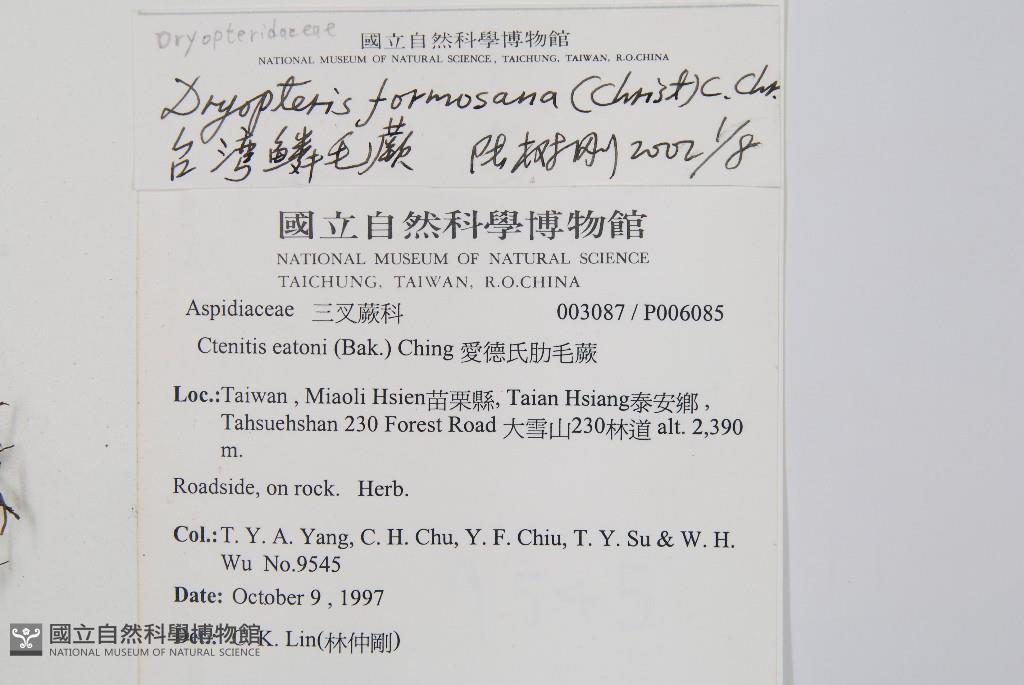 Dryopteridaceae
國立自然科學博物館
NATIONAL MUSEUM OF NATURAL SCIENCE, TAICHUNG, TAIWAN, R.O.CHINA
Dryopteris formosana (Christ) C. Chr.
台湾鳞毛蕨 陆树刚 2002 1/8
國立自然科學博物館
NATIONAL MUSEUM OF NATURAL SCIENCE
TAICHUNG, TAIWAN, R.O.CHINA
Aspidiaceae 三叉蕨科 003087 / P006085
Ctenitis eatoni (Bak.) Ching 愛德氏肋毛蕨
Loc.:Taiwan , Miaoli Hsien苗栗縣, Taian Hsiang泰安鄉 ,
Tahsuehshan 230 Forest Road 大雪山230林道 alt. 2,390
m.
Roadside, on rock. Herb.
Col.:T. Y. A. Yang, C. H. Chu, Y. F. Chiu, T. Y. Su & W. H.
Wu No.9545
Date: October 9 , 1997
K. Lin(林仲剛)
國立自然科學博物館
NATIONAL MUSEUM OF NATURAL SCIENCE